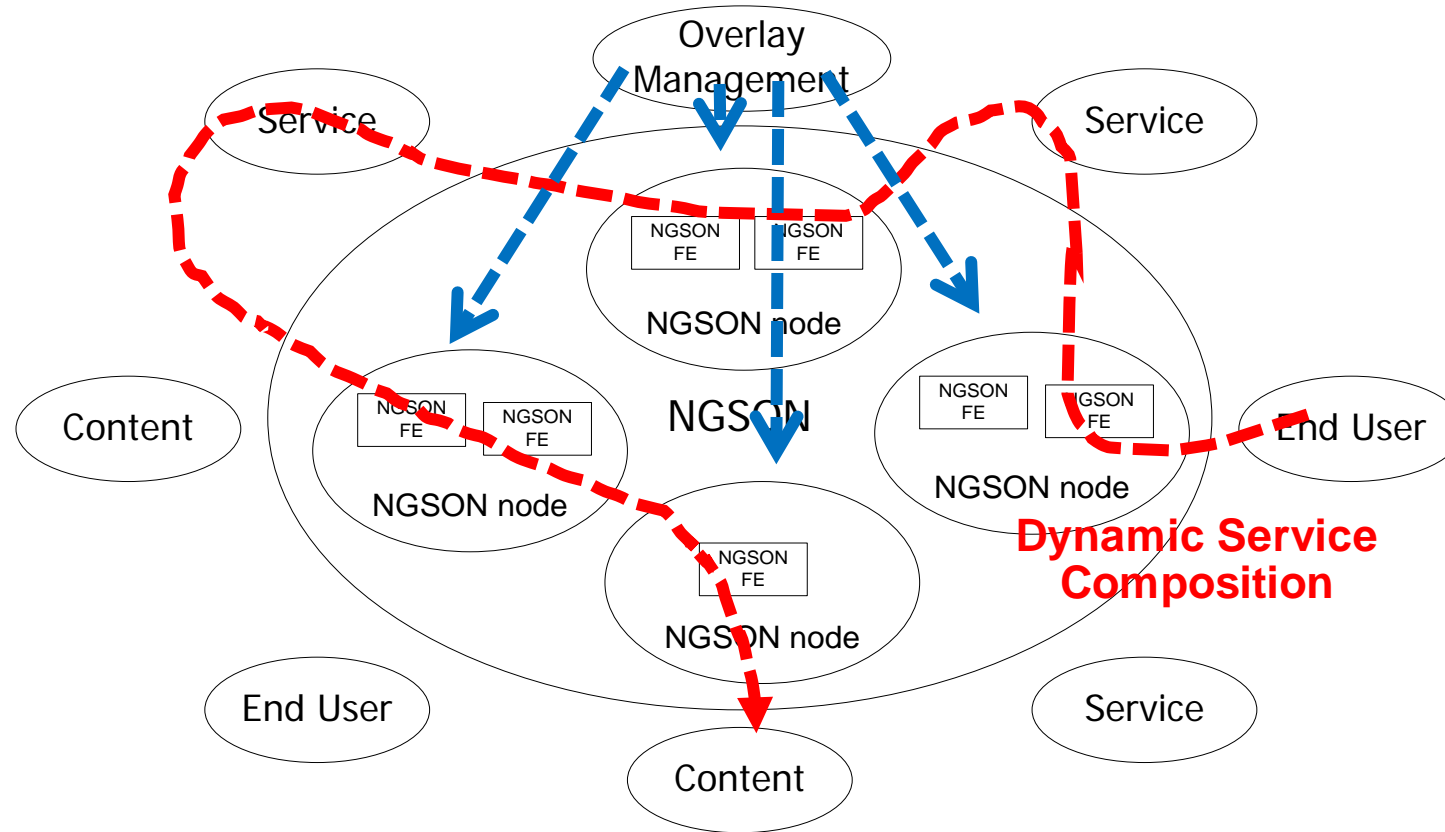 Overlay
Management
Service
Service
NGSON
FE
NGSON
FE
NGSON node
NGSON
FE
NGSON
FE
NGSON node
NGSON
NGSON
FE
NGSON
FE
NGSON node
Content
End User
Dynamic Service
Composition
NGSON
FE
NGSON node
End User
Service
Content